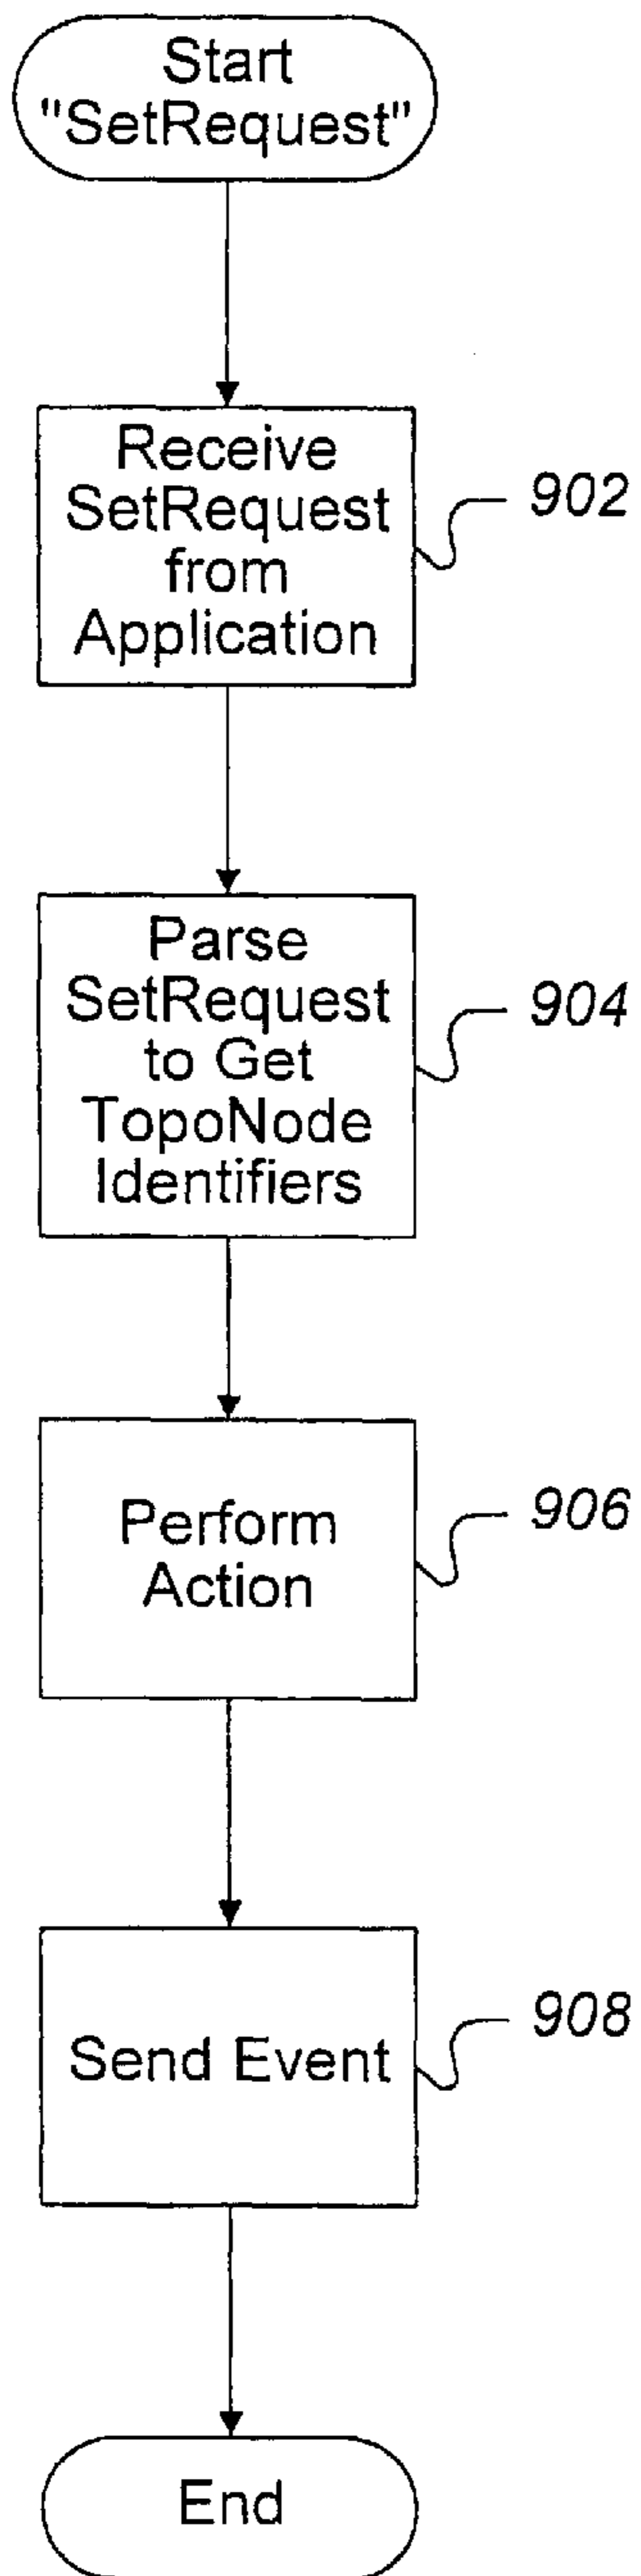 Start
"SetRequest"
Receive
SetRequest
from
Application
902
Parse
SetRequest
to Get
TopoNode
Identifiers
904
Perform
Action
906
Send Event
908
End